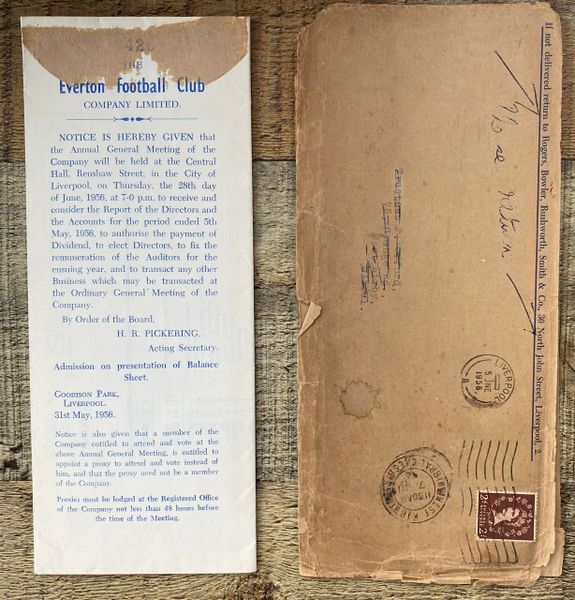 428
THE
Everton Football Club
COMPANY LIMITED.
NOTICE IS HEREBY GIVEN that
the Annual General Meeting of the
Company will be held at the Central
Hall, Renshaw Street, in the City of
Liverpool, on Thursday, the 28th day
of June, 1956, at 7-0 p.m. to receive and
consider the Report of the Directors and
the Accounts for the period ended 5th
May, 1956, to authorise the payment of
Dividend, to elect Directors, to fix the
remuneration of the Auditors for the
ensuing year, and to transact any other
Business which may be transacted at
the Ordinary General Meeting of the
Company.
By Order of the Board,
H. R. PICKERING,
Acting Secretary.
Admission on presentation of Balance
Sheet.
GOODISON PARK,
LIVERPOOL.
31st May, 1956.
Notice is also given that a member of the
Company entitled to attend and vote at the
above Annual General Meeting, is entitled to
appoint a proxy to attend and vote instead of
him, and that the proxy need not be a member
of the Company.
Proxies must be lodged at the Registered Office
of the Company not less than 48 hours before
the time of the Meeting.
If not delivered return to Rogers, Bowler, Rushworth, Smith & Co., 30 North John Street, Liverpool, 2.
LIVERPOOL
1956
WEST KIRBY
WIRRAL CHESHIRE